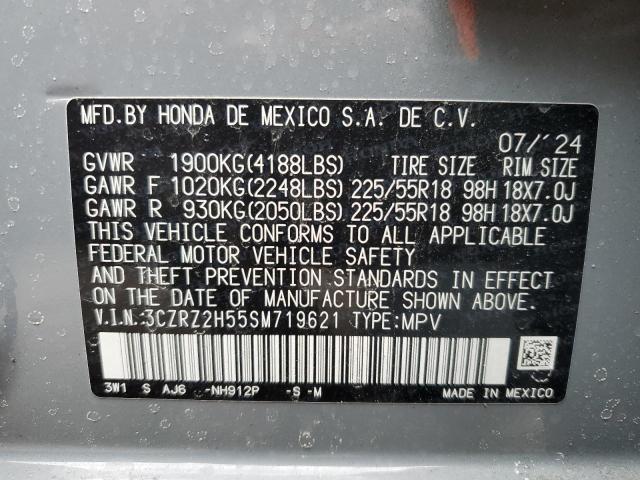 MFD.BY HONDA DE MEXICO S.A. DE C.V.
07/'24
GVWR 1900KG(4188LBS) TIRE SIZE RIM SIZE
GAWR F 1020KG(2248LBS) 225/55R18 98H 18X7.0J
GAWR R 930KG(2050LBS) 225/55R18 98H 18X7.0J
THIS VEHICLE CONFORMS TO ALL APPLICABLE
FEDERAL MOTOR VEHICLE SAFETY
AND THEFT PREVENTION STANDARDS IN EFFECT
ON THE DATE OF MANUFACTURE SHOWN ABOVE.
V.I.N.:3CZRZ2H55SM719621 TYPE:MPV
3W1 S AJ6 -NH912P -S -M MADE IN MEXICO